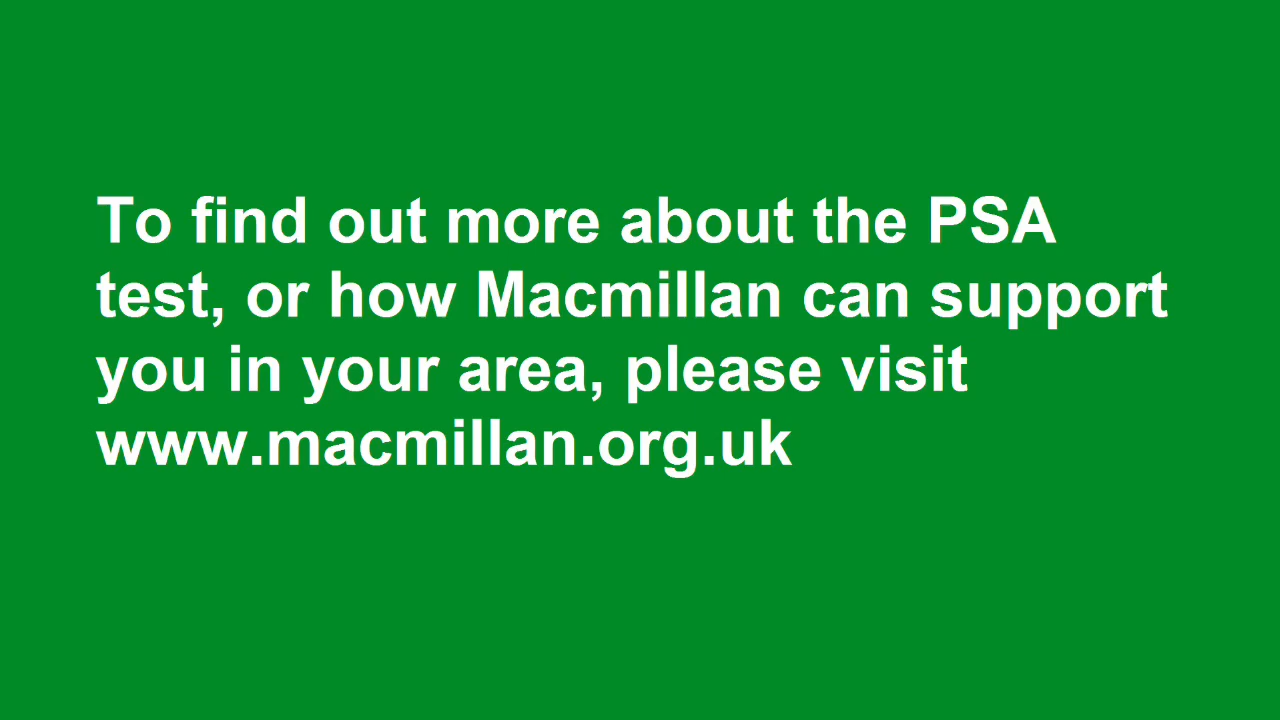 To find out more about the PSA
test, or how Macmillan can support
you in your area, please visit
www.macmillan.org.uk